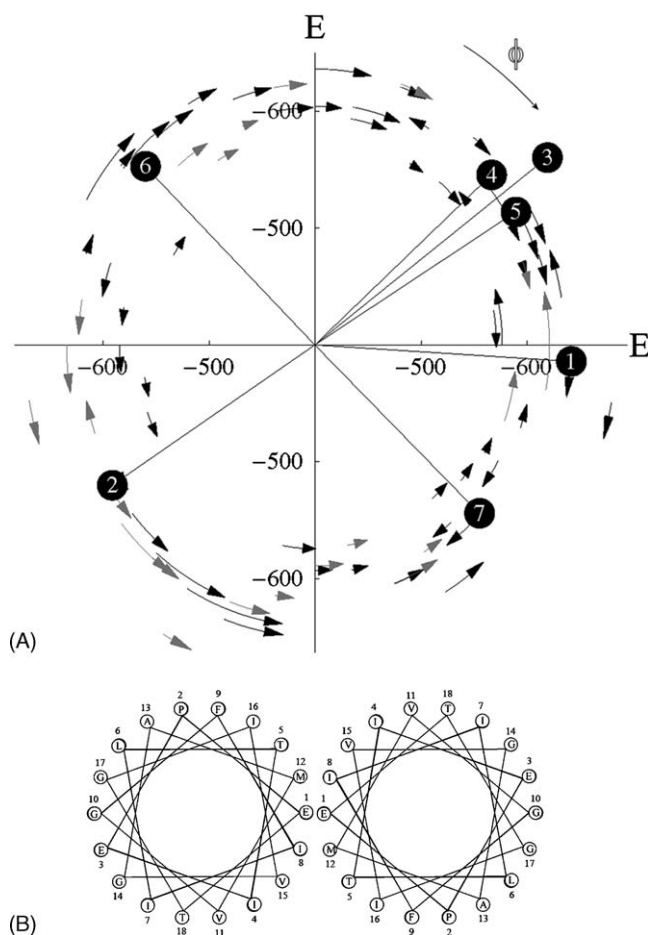 E
ϕ
−600
3
6
4
5
−500
E
−600 −500 −500 −600
1
−500
2
7
−600
(A)
2 9 11 18
13 P F 16 4 V T 7
A I I I
6 5 15 14
L T V G
17 12 8 3
G M I E
10 1 1 10
G E E G
E I M G
3 8 12 17
G V T L
14 15 5 6
I I I A
7 T V 4 16 F P 13
18 11 9 2
(B)